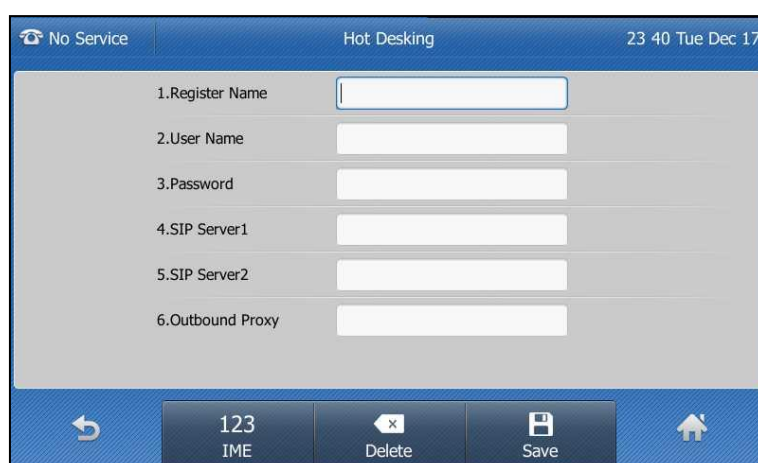 No Service Hot Desking 23 40 Tue Dec 17
1.Register Name
2.User Name
3.Password
4.SIP Server1
5.SIP Server2
6.Outbound Proxy
123
IME Delete Save